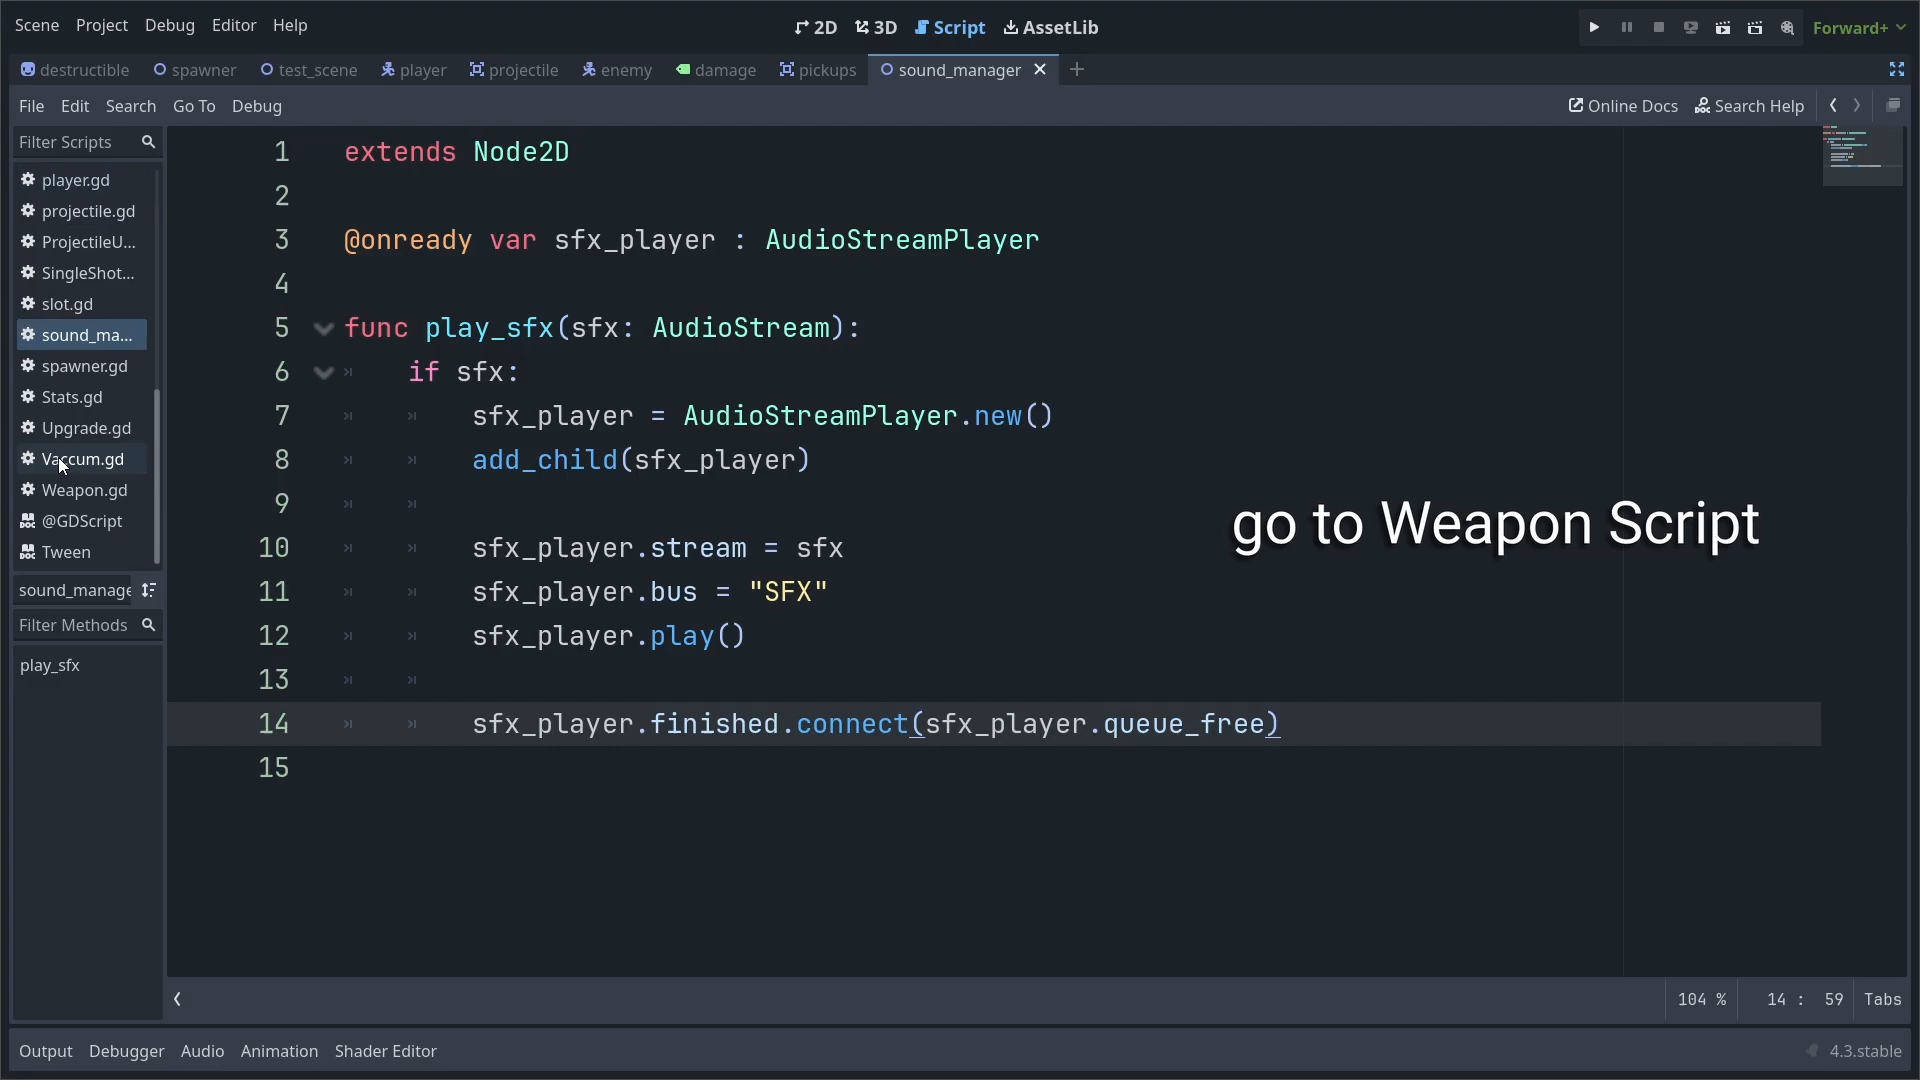 Scene Project Debug Editor Help
2D 3D Script AssetLib
Forward+
destructible spawner test_scene player projectile enemy damage pickups sound_manager
File Edit Search Go To Debug
Online Docs Search Help
Filter Scripts
player.gd
projectile.gd
ProjectileU...
SingleShot...
slot.gd
sound_ma...
spawner.gd
Stats.gd
Upgrade.gd
Vaccum.gd
Weapon.gd
@GDScript
Tween
sound_manage
Filter Methods
play_sfx
1 extends Node2D
2
3 @onready var sfx_player : AudioStreamPlayer
4
5 func play_sfx(sfx: AudioStream):
6 if sfx:
7 sfx_player = AudioStreamPlayer.new()
8 add_child(sfx_player)
9
10 sfx_player.stream = sfx
11 sfx_player.bus = "SFX"
12 sfx_player.play()
13
14 sfx_player.finished.connect(sfx_player.queue_free)
15
go to Weapon Script
104 % 14 : 59 Tabs
Output Debugger Audio Animation Shader Editor
4.3.stable